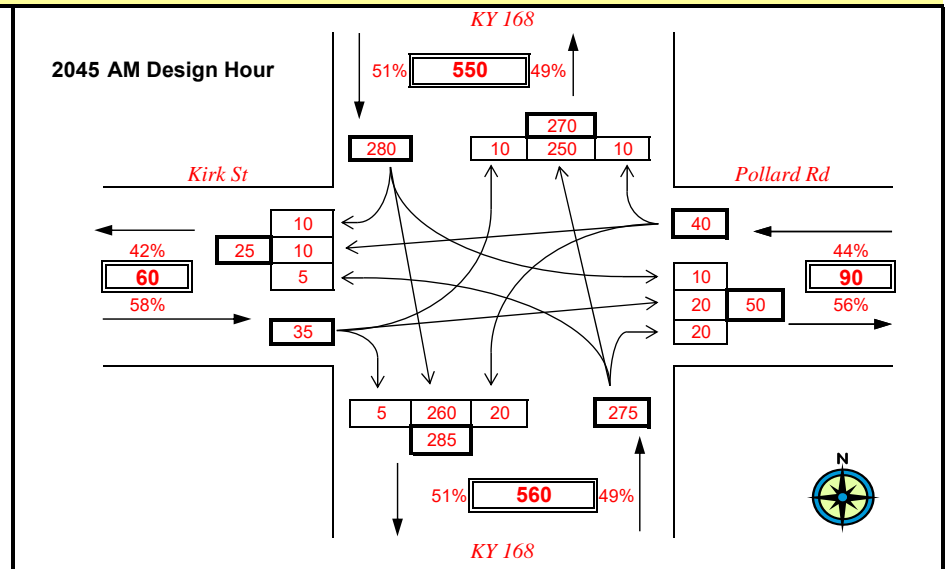 KY 168
2045 AM Design Hour
51% 550 49%
270
280 10 250 10
Kirk St Pollard Rd
10 40
25 10
42% 44%
5 10
60 20 50 90
58% 56%
35 20
5 260 20 275
285
51% 560 49%
N
KY 168